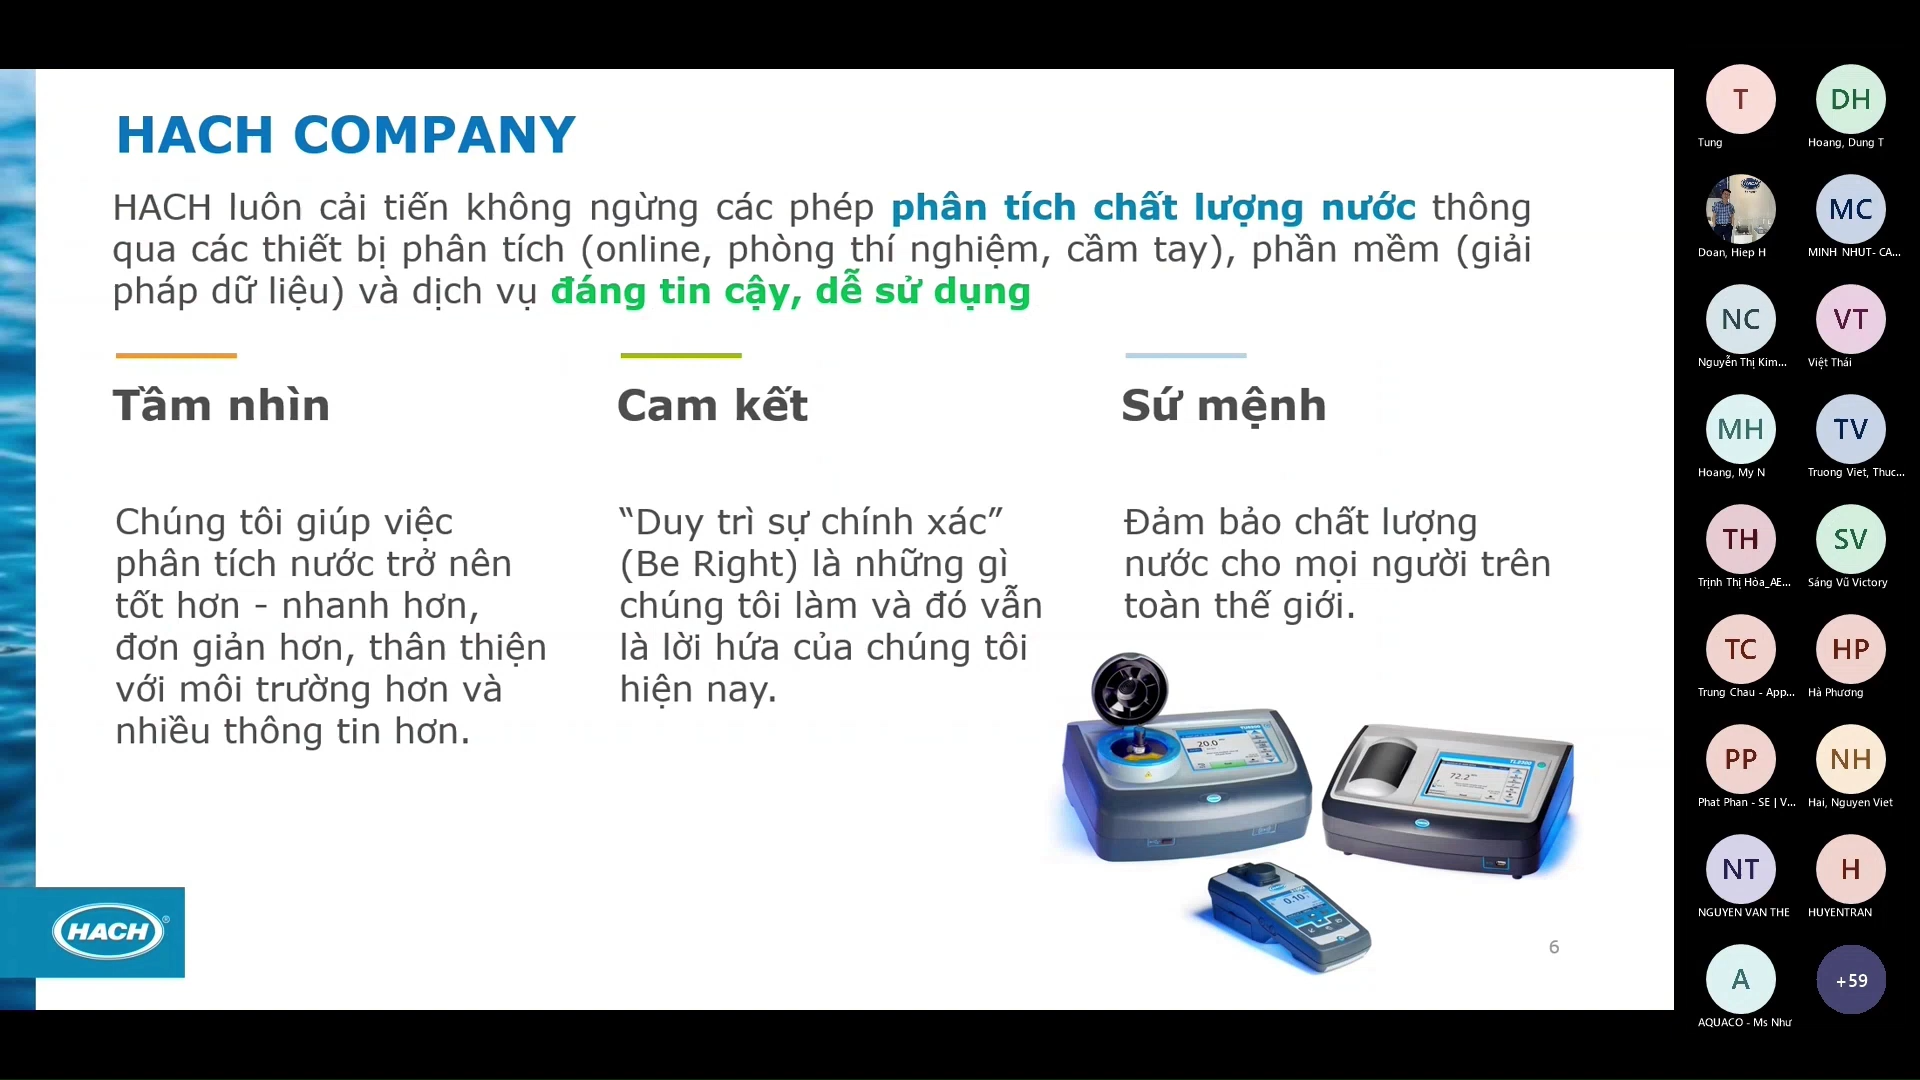 HACH COMPANY
HACH luôn cải tiến không ngừng các phép phân tích chất lượng nước thông
qua các thiết bị phân tích (online, phòng thí nghiệm, cầm tay), phần mềm (giải
pháp dữ liệu) và dịch vụ đáng tin cậy, dễ sử dụng
Tầm nhìn
Chúng tôi giúp việc
phân tích nước trở nên
tốt hơn - nhanh hơn,
đơn giản hơn, thân thiện
với môi trường hơn và
nhiều thông tin hơn.
Cam kết
“Duy trì sự chính xác”
(Be Right) là những gì
chúng tôi làm và đó vẫn
là lời hứa của chúng tôi
hiện nay.
Sứ mệnh
Đảm bảo chất lượng
nước cho mọi người trên
toàn thế giới.
20.0
72.2
TL2360
0.10
HACH®
6
T
Tung
DH
Hoang, Dung T
Doan, Hiep H
MC
MINH NHUT- CA...
NC
Nguyễn Thị Kim...
VT
Việt Thái
MH
Hoang, My N
TV
Truong Viet, Thuc...
TH
Trịnh Thị Hòa_AE...
SV
Sáng Vũ Victory
TC
Trung Chau - App...
HP
Hà Phương
PP
Phat Phan - SE | V...
NH
Hai, Nguyen Viet
NT
NGUYEN VAN THE
H
HUYENTRAN
A
AQUACO - Ms Như
+59